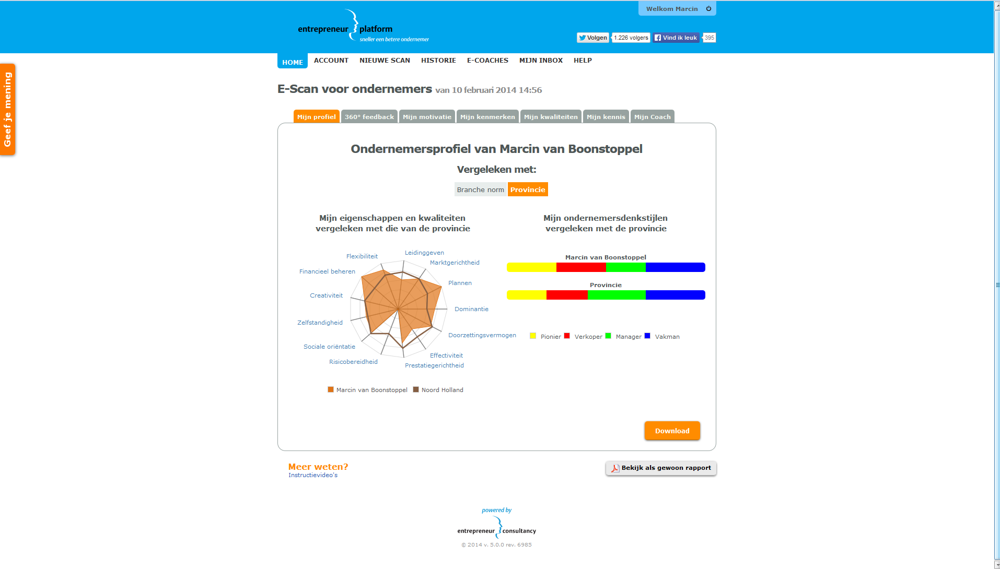 Welkom Marcin
entrepreneur platform
sneller een betere ondernemer
Volgen 1.226 volgers Vind ik leuk 395
HOME ACCOUNT NIEUWE SCAN HISTORIE E-COACHES MIJN INBOX HELP
Geef je mening
E-Scan voor ondernemers van 10 februari 2014 14:56
Mijn profiel 360° feedback Mijn motivatie Mijn kenmerken Mijn kwaliteiten Mijn kennis Mijn Coach
Ondernemersprofiel van Marcin van Boonstoppel
Vergeleken met:
Branche norm Provincie
Mijn eigenschappen en kwaliteiten
vergeleken met die van de provincie
Leidinggeven
Marktgerichtheid
Plannen
Dominantie
Doorzettingsvermogen
Effectiviteit
Prestatiegerichtheid
Risicobereidheid
Sociale oriëntatie
Zelfstandigheid
Creativiteit
Financieel beheren
Flexibiliteit
Marcin van Boonstoppel Noord Holland
Mijn ondernemersdenkstijlen
vergeleken met de provincie
Marcin van Boonstoppel
Provincie
Pionier Verkoper Manager Vakman
Download
Meer weten?
Instructievideo's
Bekijk als gewoon rapport
powered by
entrepreneur consultancy
© 2014 v. 5.0.0 rev. 6985